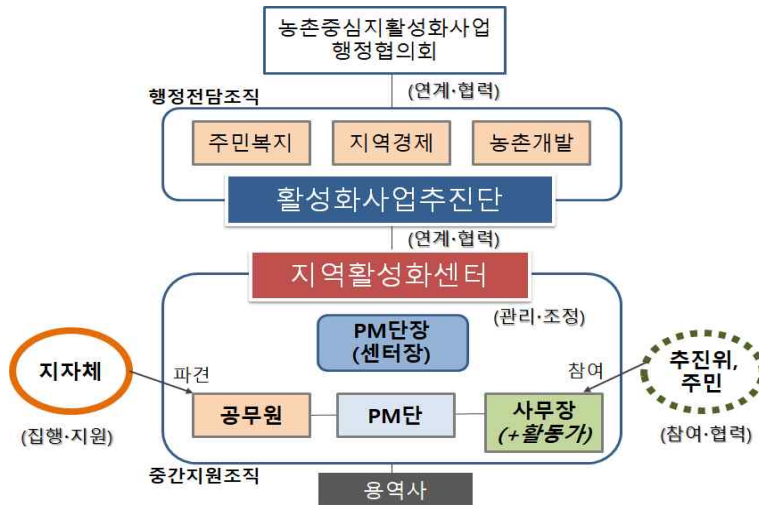 농촌중심지활성화사업
행정협의회
(연계·협력)
행정전담조직
주민복지
지역경제
농촌개발
활성화사업추진단
(연계·협력)
지역활성화센터
(관리·조정)
PM단장
(센터장)
지자체
파견
참여
추진위,
주민
공무원
PM단
사무장
(+활동가)
(집행·지원)
(참여·협력)
중간지원조직
용역사